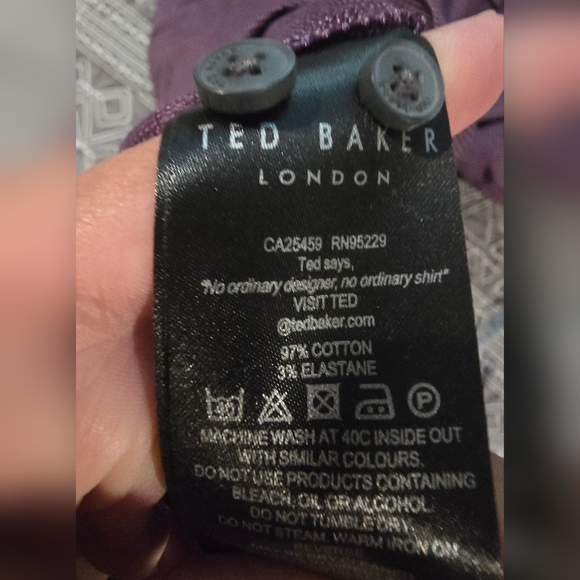 TED BAKER
LONDON
CA25459 RN95229
Ted says,
"No ordinary designer, no ordinary shirt"
VISIT TED
@tedbaker.com
97% COTTON
3% ELASTANE
P
MACHINE WASH AT 40C INSIDE OUT
WITH SIMILAR COLOURS.
DO NOT USE PRODUCTS CONTAINING
BLEACH, OIL OR ALCOHOL.
DO NOT TUMBLE DRY.
DO NOT STEAM. WARM IRON ON
REVERSE